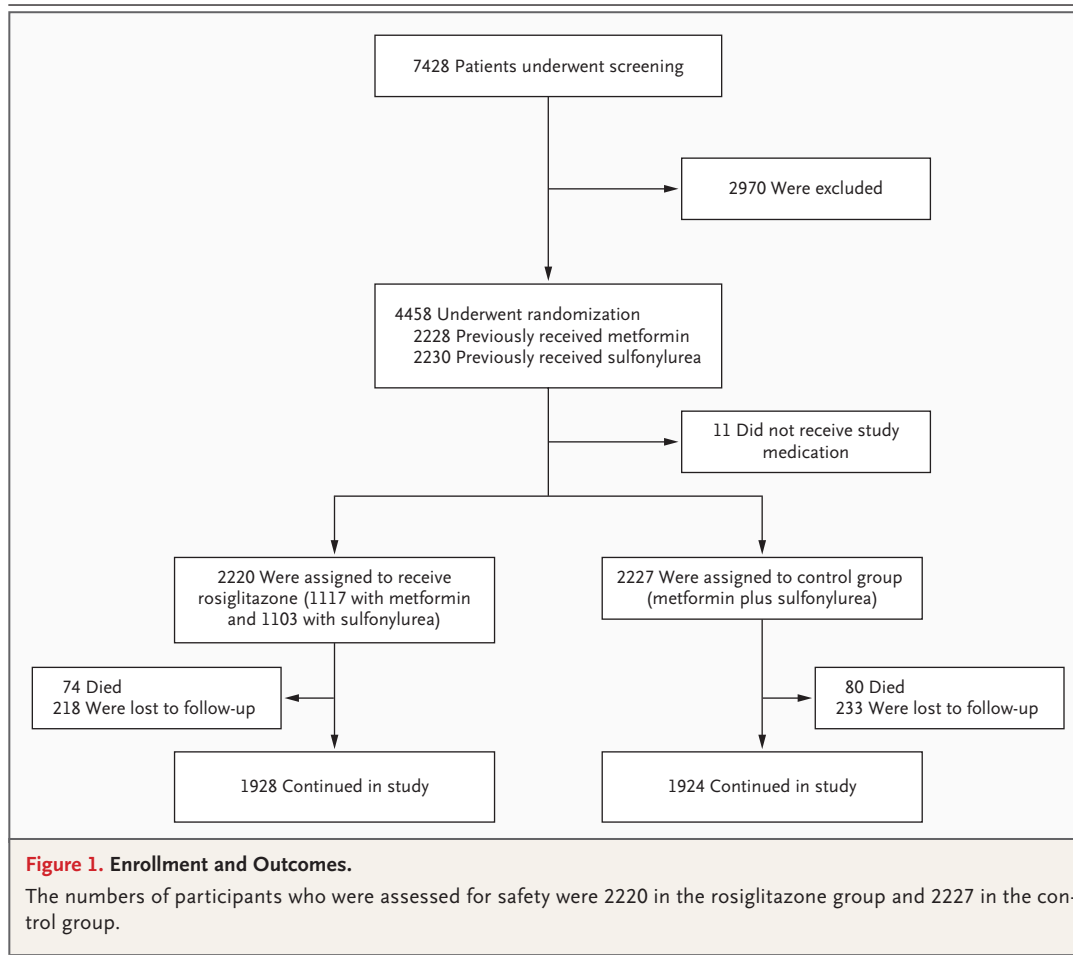 7428 Patients underwent screening
2970 Were excluded
4458 Underwent randomization
2228 Previously received metformin
2230 Previously received sulfonylurea
11 Did not receive study
medication
2220 Were assigned to receive
rosiglitazone (1117 with metformin
and 1103 with sulfonylurea)
2227 Were assigned to control group
(metformin plus sulfonylurea)
74 Died
218 Were lost to follow-up
80 Died
233 Were lost to follow-up
1928 Continued in study
1924 Continued in study
Figure 1. Enrollment and Outcomes.
The numbers of participants who were assessed for safety were 2220 in the rosiglitazone group and 2227 in the con-
trol group.